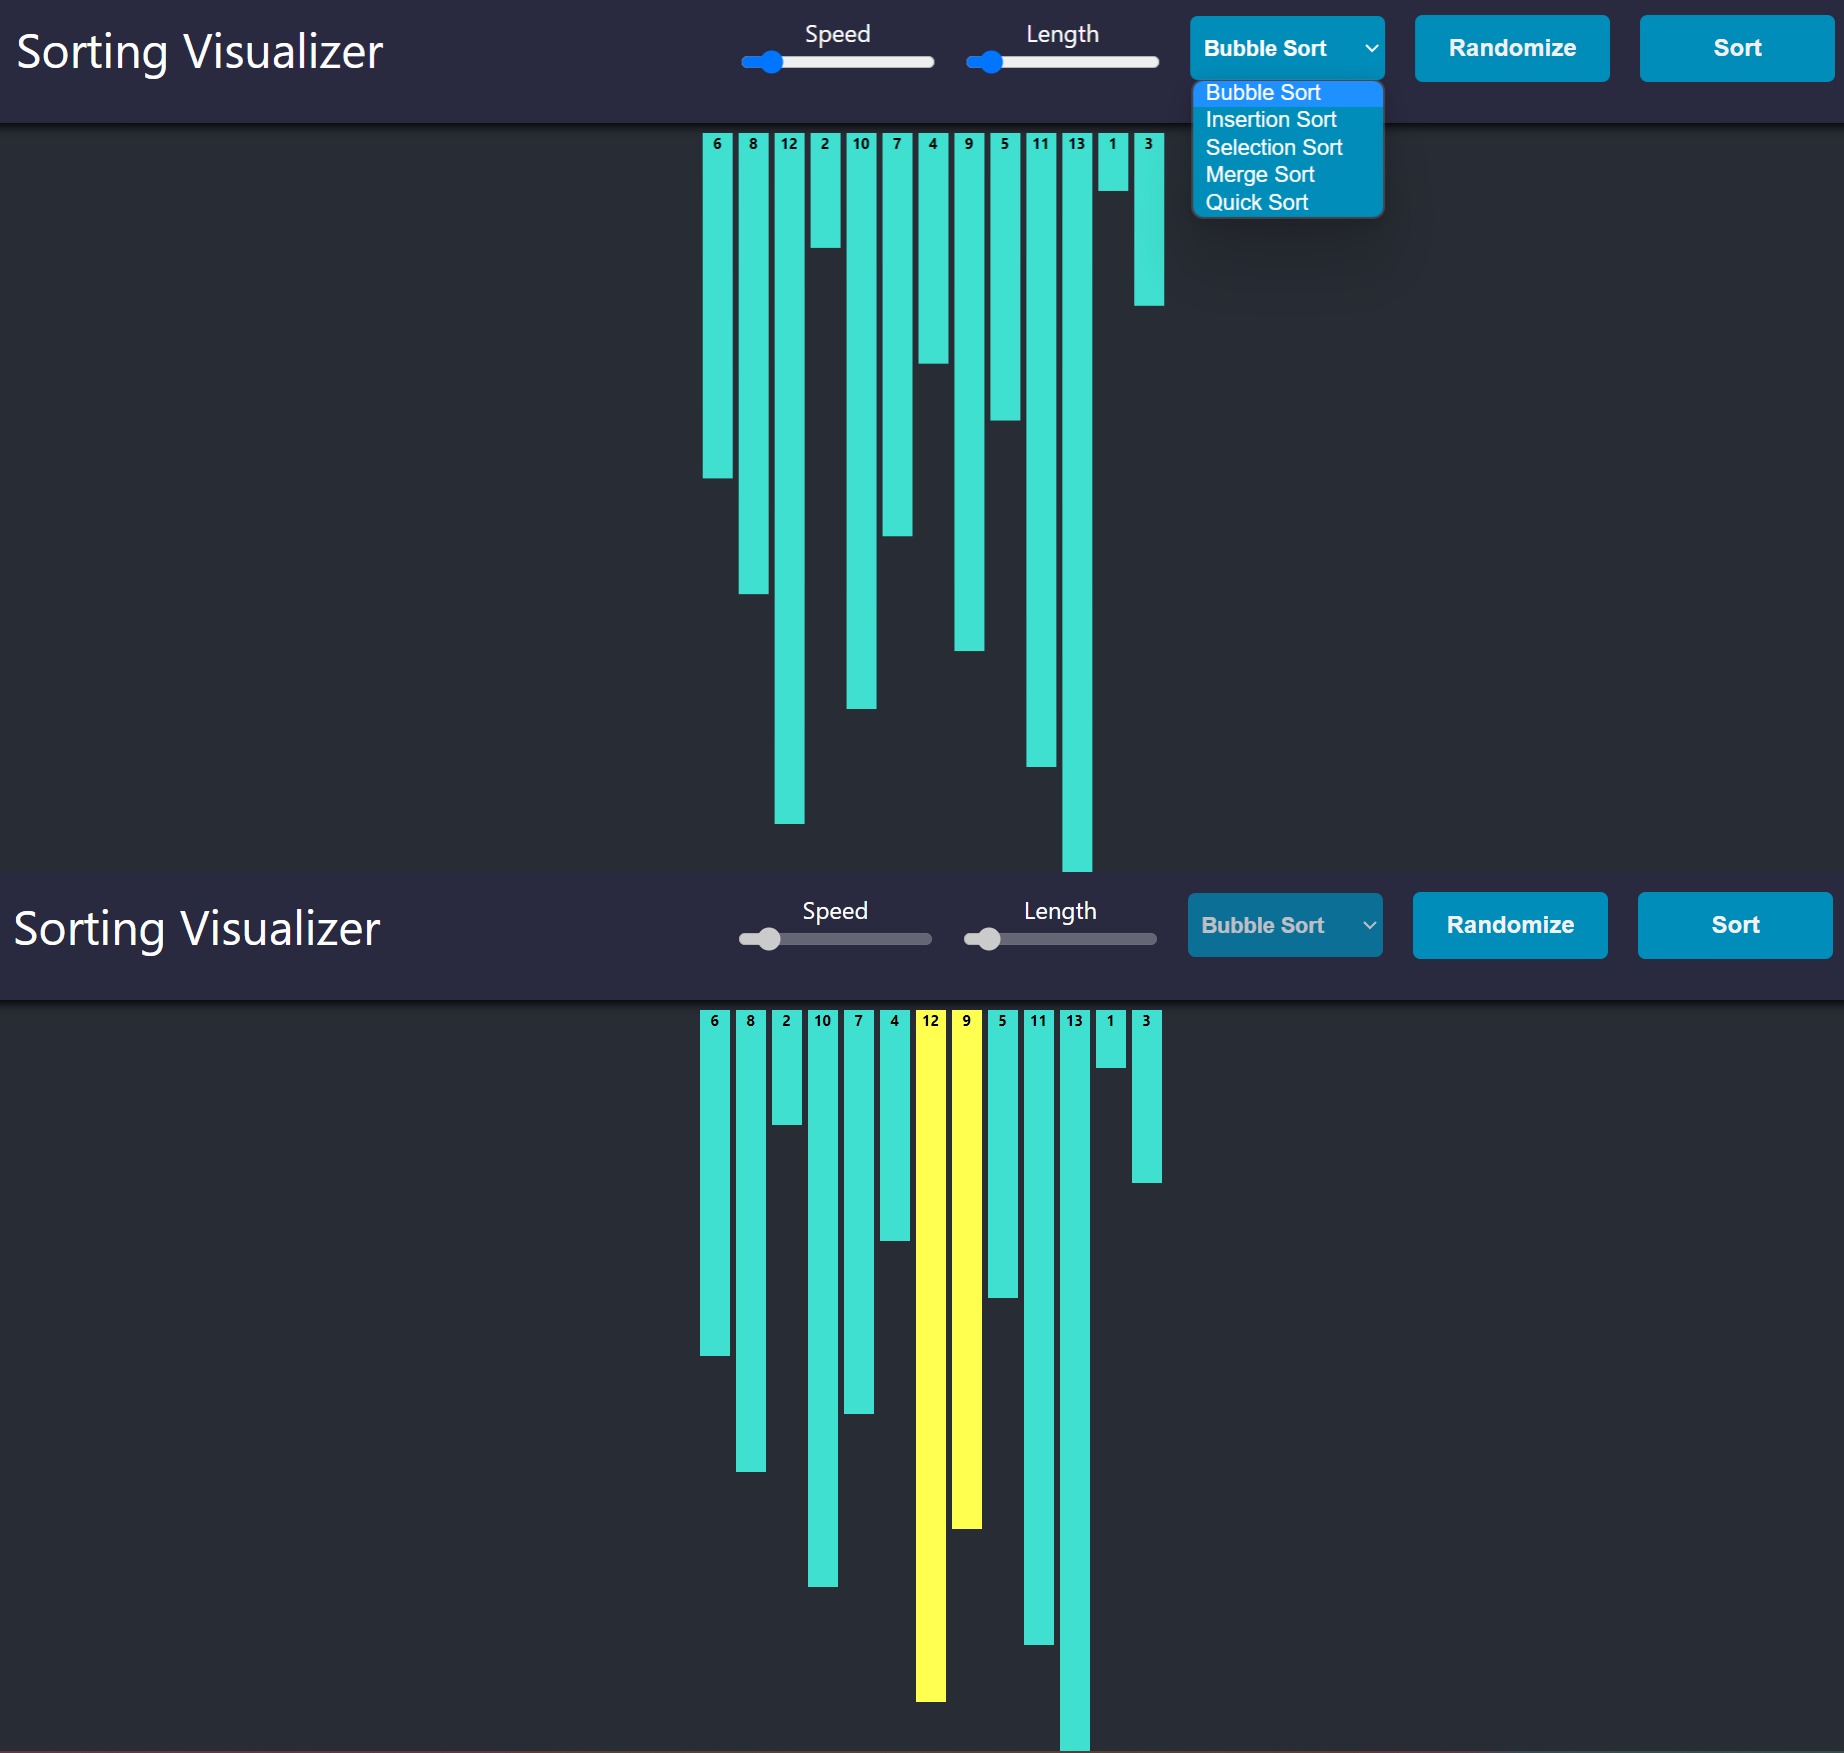 Sorting Visualizer
Speed
Length
Bubble Sort
Randomize
Sort
Bubble Sort
Insertion Sort
Selection Sort
Merge Sort
Quick Sort
6 8 12 2 10 7 4 9 5 11 13 1 3
Sorting Visualizer
Speed
Length
Bubble Sort
Randomize
Sort
6 8 2 10 7 4 12 9 5 11 13 1 3